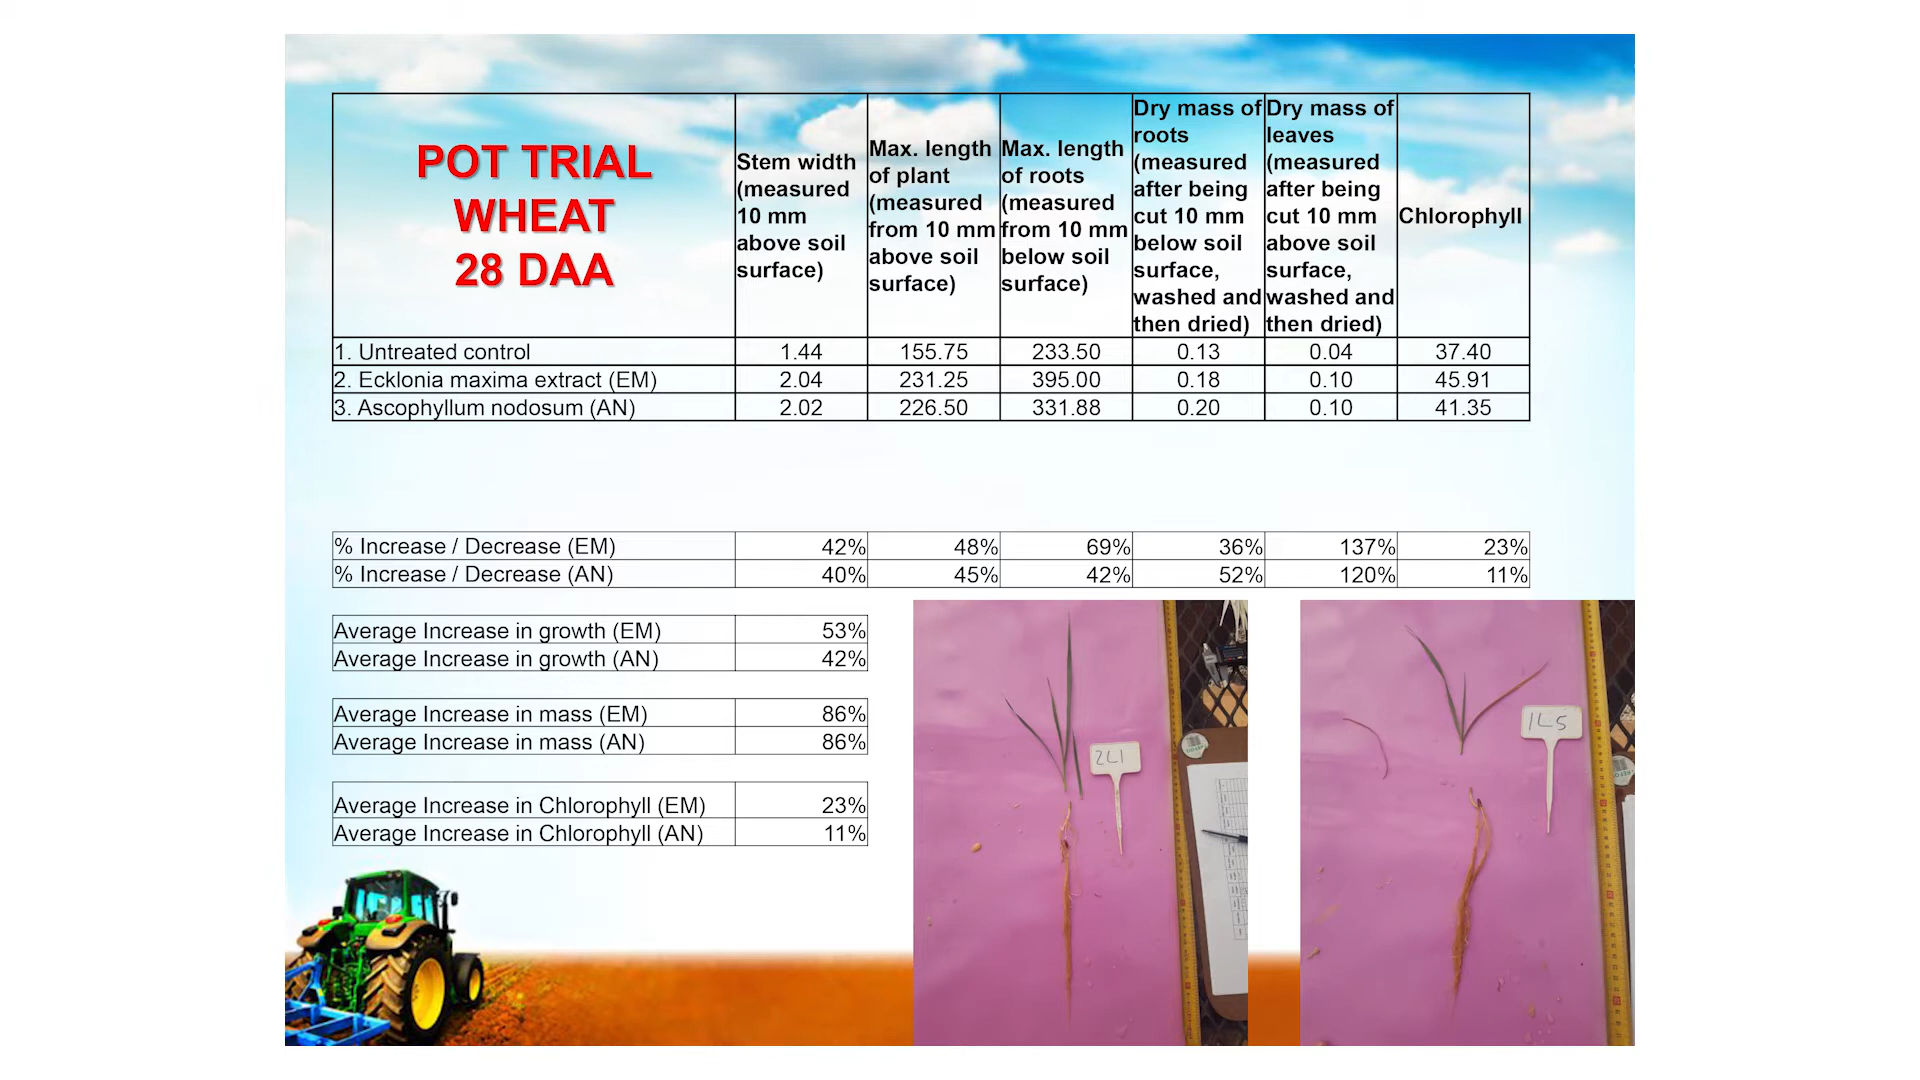 POT TRIAL
WHEAT
28 DAA
Stem width
(measured
10 mm
above soil
surface)
Max. length
of plant
(measured
from 10 mm
above soil
surface)
Max. length
of roots
(measured
from 10 mm
below soil
surface)
Dry mass of
roots
(measured
after being
cut 10 mm
below soil
surface,
washed and
then dried)
Dry mass of
leaves
(measured
after being
cut 10 mm
above soil
surface,
washed and
then dried)
Chlorophyll
1. Untreated control 1.44 155.75 233.50 0.13 0.04 37.40
2. Ecklonia maxima extract (EM) 2.04 231.25 395.00 0.18 0.10 45.91
3. Ascophyllum nodosum (AN) 2.02 226.50 331.88 0.20 0.10 41.35
% Increase / Decrease (EM) 42% 48% 69% 36% 137% 23%
% Increase / Decrease (AN) 40% 45% 42% 52% 120% 11%
Average Increase in growth (EM) 53%
Average Increase in growth (AN) 42%
Average Increase in mass (EM) 86%
Average Increase in mass (AN) 86%
Average Increase in Chlorophyll (EM) 23%
Average Increase in Chlorophyll (AN) 11%
2L1
1L5